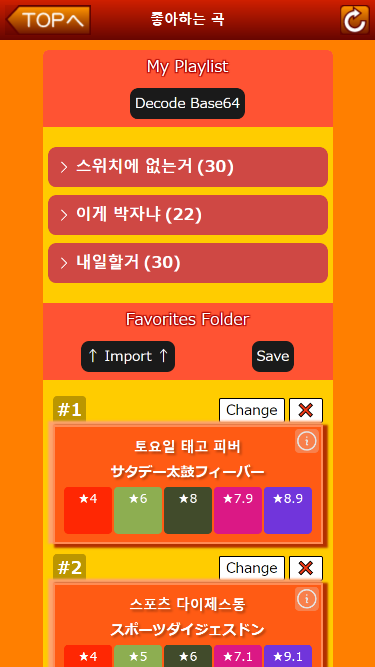 TOPへ
좋아하는 곡
My Playlist
Decode Base64
스위치에 없는거 (30)
이게 박자냐 (22)
내일할거 (30)
Favorites Folder
↑ Import ↑
Save
#1
Change
토요일 태고 피버
サタデー太鼓フィーバー
★4 ★6 ★8 ★7.9 ★8.9
#2
Change
스포츠 다이제스동
スポーツダイジェスドン
★4 ★5 ★6 ★7.1 ★9.1